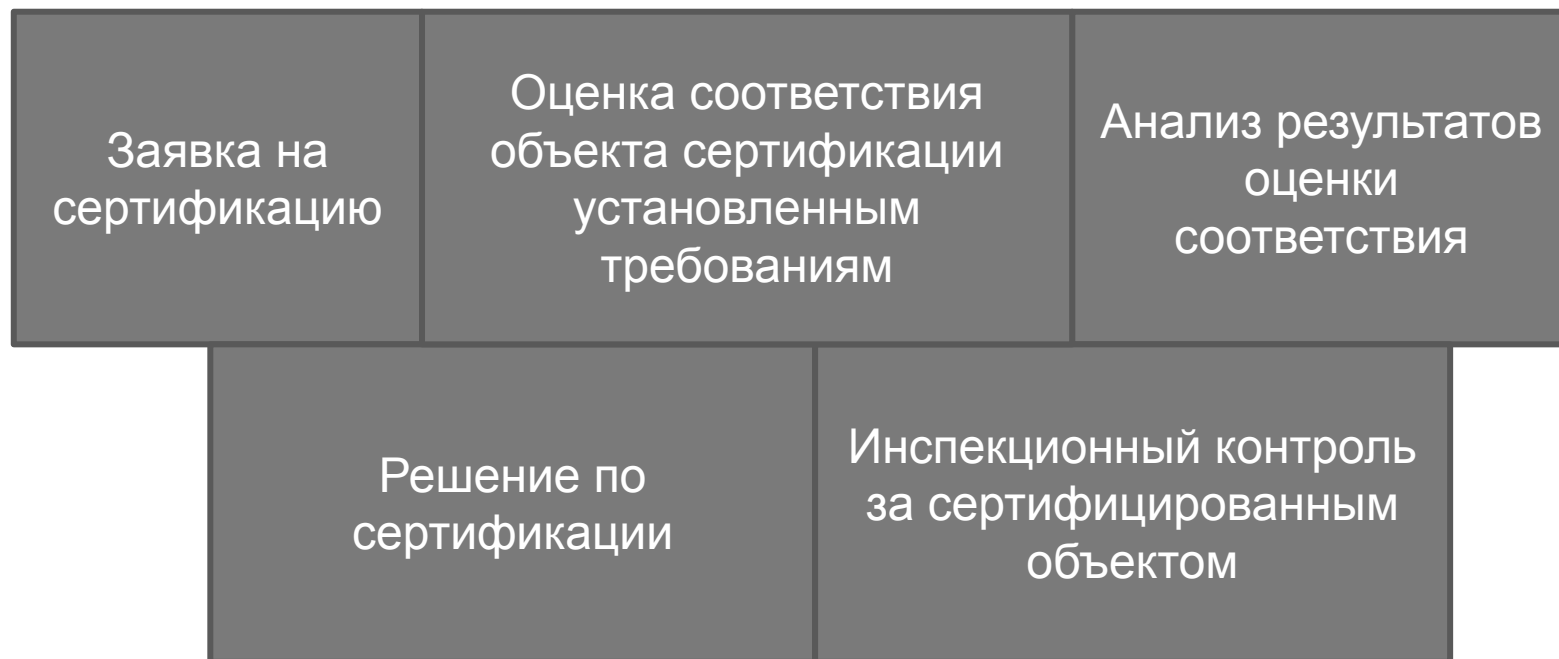 Заявка на
сертификацию
Оценка соответствия
объекта сертификации
установленным
требованиям
Анализ результатов
оценки
соответствия
Решение по
сертификации
Инспекционный контроль
за сертифицированным
объектом